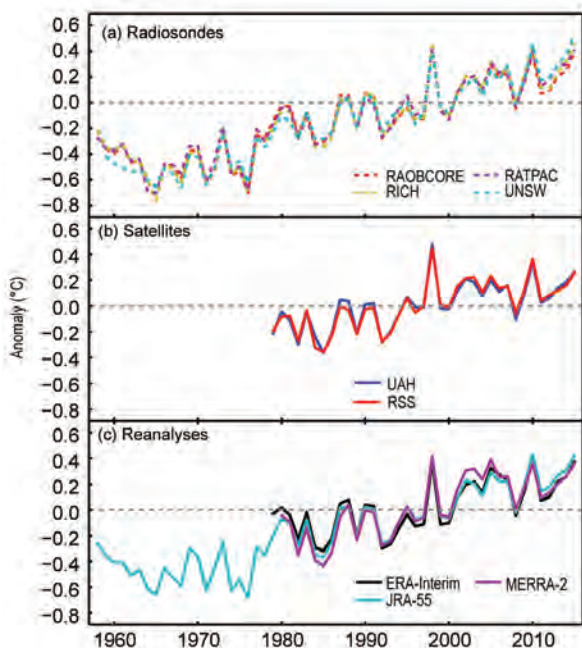 (a) Radiosondes
0.6
0.4
0.2
0.0
−0.2
−0.4
−0.6
−0.8
RAOBCORE RATPAC
RICH UNSW
(b) Satellites
0.4
0.2
0.0
−0.2
−0.4
−0.6
−0.8
Anomaly (°C)
UAH
RSS
(c) Reanalyses
0.6
0.4
0.2
0.0
−0.2
−0.4
−0.6
−0.8
ERA-Interim MERRA-2
JRA-55
1960 1970 1980 1990 2000 2010